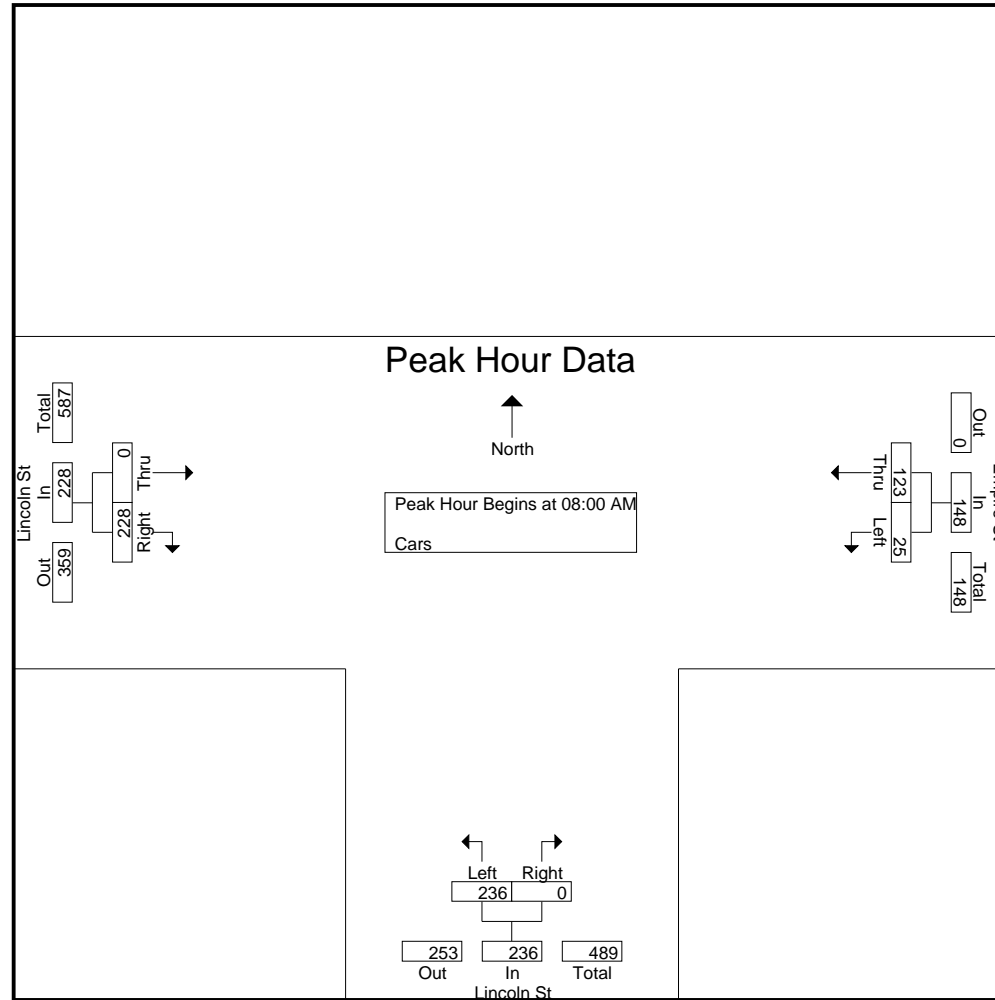 Peak Hour Data
North
Peak Hour Begins at 08:00 AM
Cars
Lincoln St
Total
587
In
228
Out
359
0
Thru
228
Right
Out
0
In
148
Total
148
123
Thru
25
Left
Left Right
236 0
253 236 489
Out In Total
Lincoln St